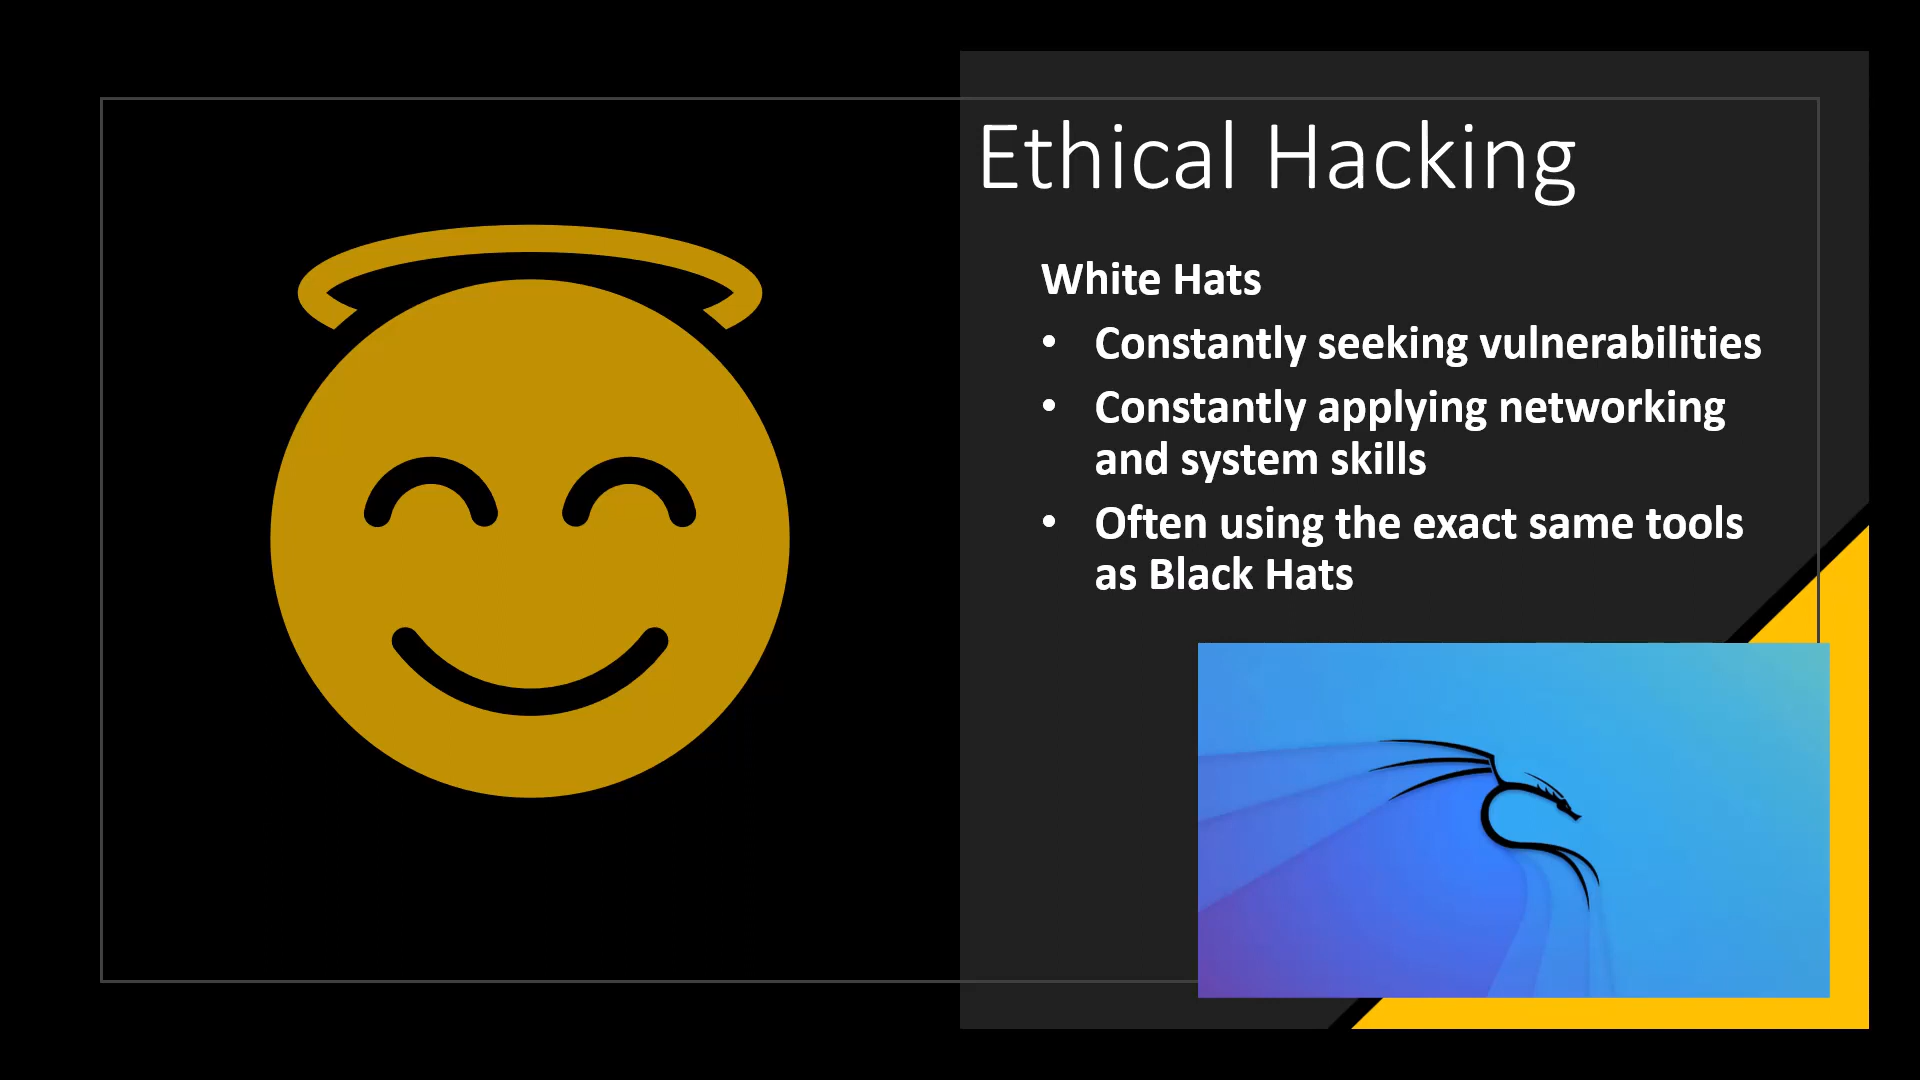 Ethical Hacking
White Hats
• Constantly seeking vulnerabilities
• Constantly applying networking
and system skills
• Often using the exact same tools
as Black Hats